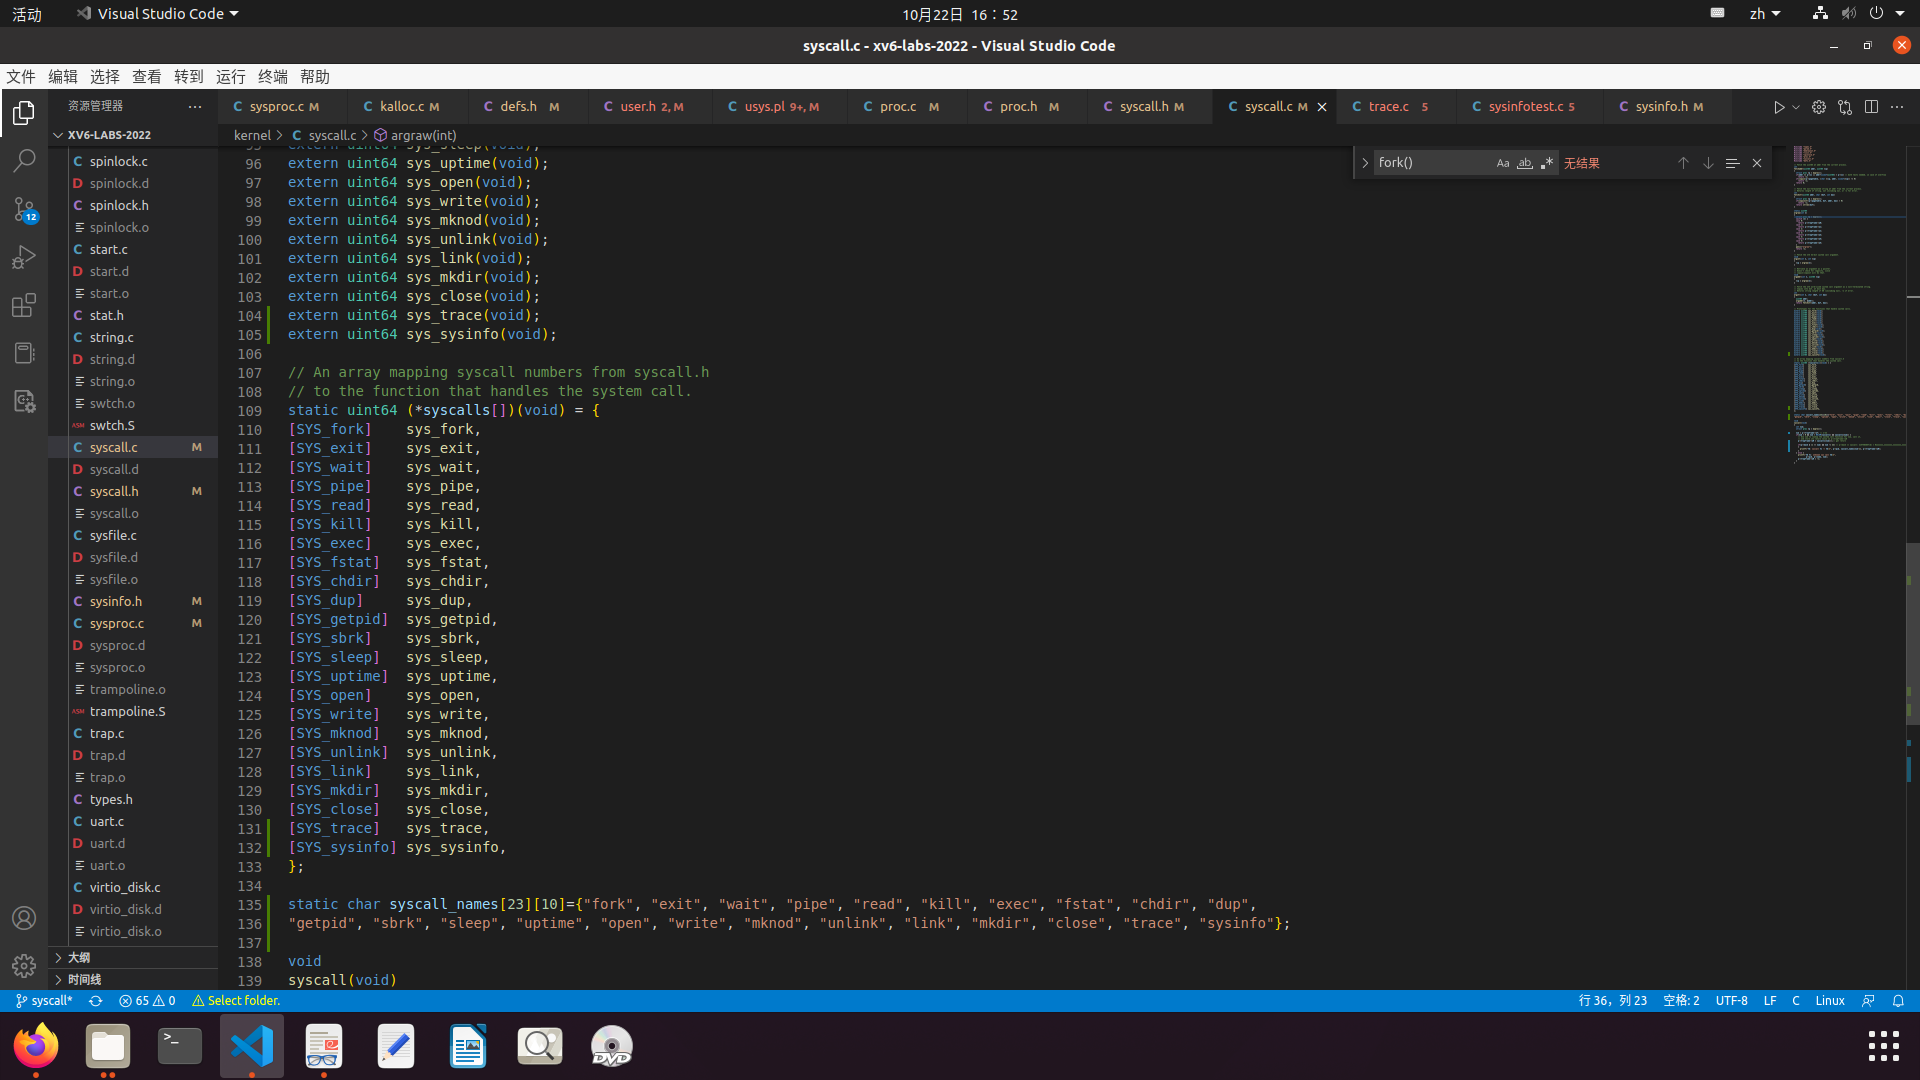 活动
Visual Studio Code
10月22日 16：52
zh
syscall.c - xv6-labs-2022 - Visual Studio Code
文件 编辑 选择 查看 转到 运行 终端 帮助
资源管理器
C sysproc.c M
C kalloc.c M
C defs.h M
C user.h 2, M
C usys.pl 9+, M
C proc.c M
C proc.h M
C syscall.h M
C syscall.c M
C trace.c 5
C sysinfotest.c 5
C sysinfo.h M
XV6-LABS-2022
kernel > C syscall.c > argraw(int)
fork()
Aa
ab
无结果
C spinlock.c
D spinlock.d
C spinlock.h
spinlock.o
C start.c
D start.d
start.o
C stat.h
C string.c
D string.d
string.o
swtch.o
ASM swtch.S
C syscall.c M
D syscall.d
C syscall.h M
syscall.o
C sysfile.c
D sysfile.d
sysfile.o
C sysinfo.h M
C sysproc.c M
D sysproc.d
sysproc.o
trampoline.o
ASM trampoline.S
C trap.c
D trap.d
trap.o
C types.h
C uart.c
D uart.d
uart.o
C virtio_disk.c
D virtio_disk.d
virtio_disk.o
大纲
时间线
12
95 extern uint64 sys_sleep(void);
96 extern uint64 sys_uptime(void);
97 extern uint64 sys_open(void);
98 extern uint64 sys_write(void);
99 extern uint64 sys_mknod(void);
100 extern uint64 sys_unlink(void);
101 extern uint64 sys_link(void);
102 extern uint64 sys_mkdir(void);
103 extern uint64 sys_close(void);
104 extern uint64 sys_trace(void);
105 extern uint64 sys_sysinfo(void);
106
107 // An array mapping syscall numbers from syscall.h
108 // to the function that handles the system call.
109 static uint64 (*syscalls[])(void) = {
110 [SYS_fork]    sys_fork,
111 [SYS_exit]    sys_exit,
112 [SYS_wait]    sys_wait,
113 [SYS_pipe]    sys_pipe,
114 [SYS_read]    sys_read,
115 [SYS_kill]    sys_kill,
116 [SYS_exec]    sys_exec,
117 [SYS_fstat]   sys_fstat,
118 [SYS_chdir]   sys_chdir,
119 [SYS_dup]     sys_dup,
120 [SYS_getpid]  sys_getpid,
121 [SYS_sbrk]    sys_sbrk,
122 [SYS_sleep]   sys_sleep,
123 [SYS_uptime]  sys_uptime,
124 [SYS_open]    sys_open,
125 [SYS_write]   sys_write,
126 [SYS_mknod]   sys_mknod,
127 [SYS_unlink]  sys_unlink,
128 [SYS_link]    sys_link,
129 [SYS_mkdir]   sys_mkdir,
130 [SYS_close]   sys_close,
131 [SYS_trace]   sys_trace,
132 [SYS_sysinfo] sys_sysinfo,
133 };
134
135 static char syscall_names[23][10]={"fork", "exit", "wait", "pipe", "read", "kill", "exec", "fstat", "chdir", "dup",
136 "getpid", "sbrk", "sleep", "uptime", "open", "write", "mknod", "unlink", "link", "mkdir", "close", "trace", "sysinfo"};
137
138 void
139 syscall(void)
syscall*
65
0
Select folder.
行 36，列 23
空格: 2
UTF-8
LF
C
Linux
>_
DVD